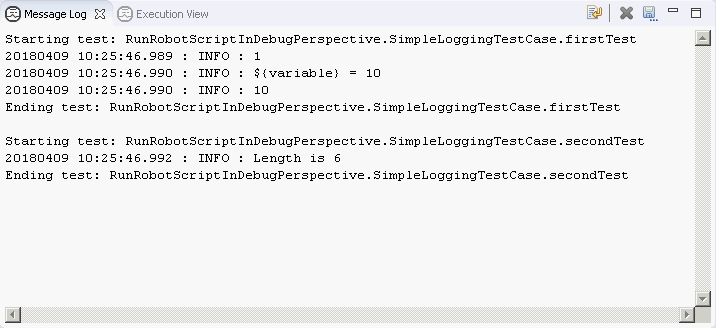 Message Log
Execution View
Starting test: RunRobotScriptInDebugPerspective.SimpleLoggingTestCase.firstTest
20180409 10:25:46.989 : INFO : 1
20180409 10:25:46.990 : INFO : ${variable} = 10
20180409 10:25:46.990 : INFO : 10
Ending test: RunRobotScriptInDebugPerspective.SimpleLoggingTestCase.firstTest
Starting test: RunRobotScriptInDebugPerspective.SimpleLoggingTestCase.secondTest
20180409 10:25:46.992 : INFO : Length is 6
Ending test: RunRobotScriptInDebugPerspective.SimpleLoggingTestCase.secondTest